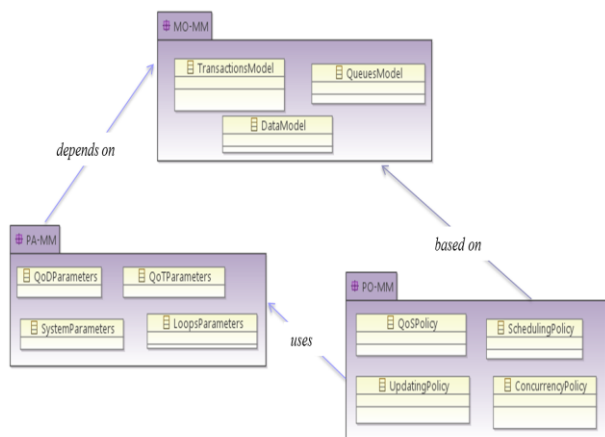 MO-MM
TransactionsModel
QueuesModel
DataModel
depends on
based on
PA-MM
QoDParameters
QoTParameters
SystemParameters
LoopsParameters
uses
PO-MM
QoSPolicy
SchedulingPolicy
UpdatingPolicy
ConcurrencyPolicy